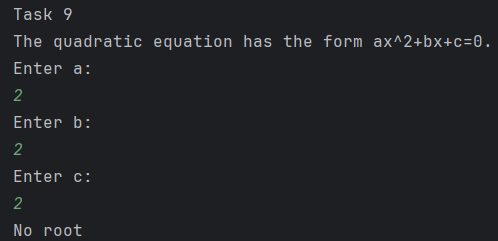 Task 9
The quadratic equation has the form ax^2+bx+c=0.
Enter a:
2
Enter b:
2
Enter c:
2
No root